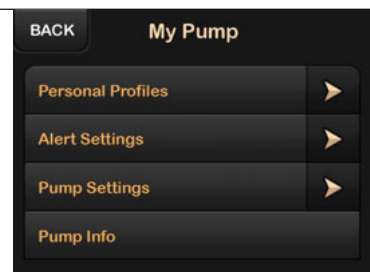 BACK
My Pump
Personal Profiles
Alert Settings
Pump Settings
Pump Info